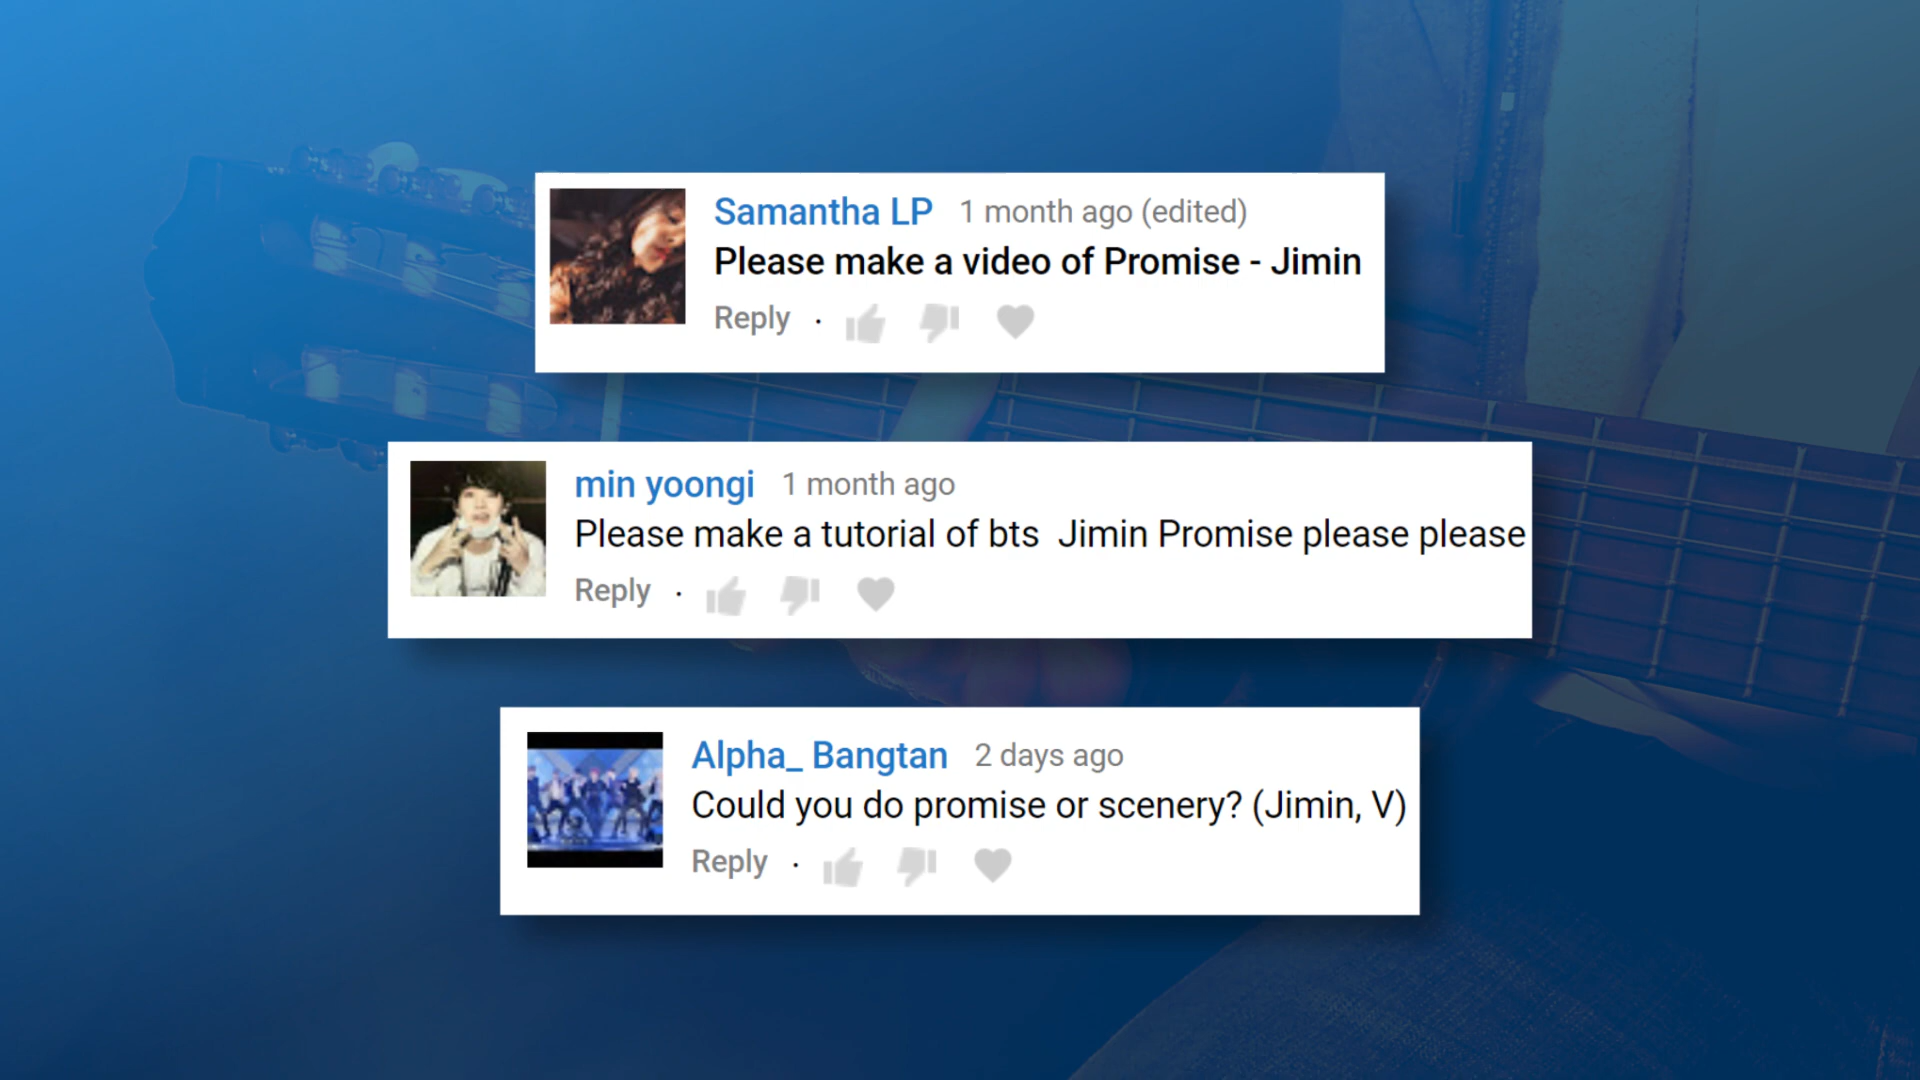 Samantha LP 1 month ago (edited)
Please make a video of Promise - Jimin
Reply ·
min yoongi 1 month ago
Please make a tutorial of bts  Jimin Promise please please
Reply ·
Alpha_ Bangtan 2 days ago
Could you do promise or scenery? (Jimin, V)
Reply ·